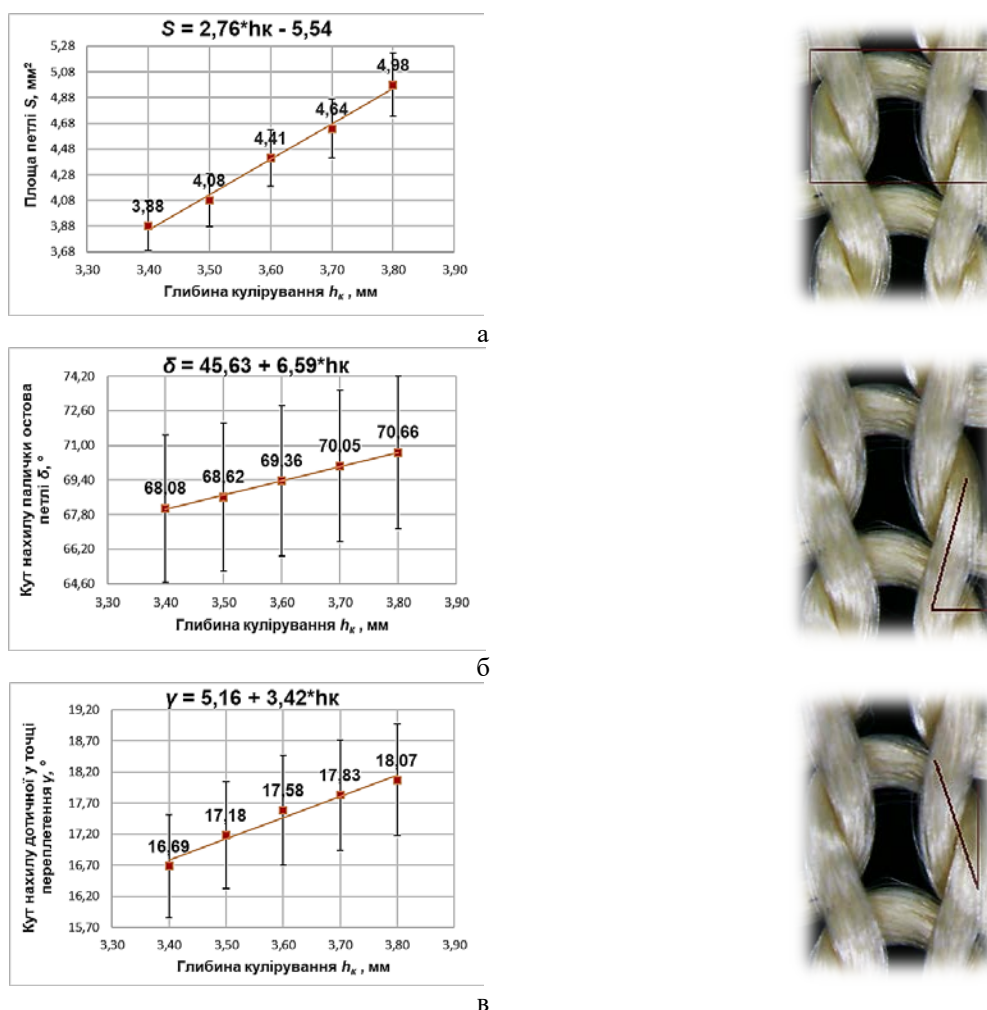 S = 2,76*hк - 5,54
Площа петлі S, мм²
5,28
5,08
4,88
4,68
4,48
4,28
4,08
3,88
3,68
3,88
4,08
4,41
4,64
4,98
3,30 3,40 3,50 3,60 3,70 3,80 3,90
Глибина кулірування hк , мм
а
δ = 45,63 + 6,59*hк
Кут нахилу палички остова
петлі δ, °
74,20
72,60
71,00
69,40
67,80
66,20
64,60
68,08
68,62
69,36
70,05
70,66
3,30 3,40 3,50 3,60 3,70 3,80 3,90
Глибина кулірування hк , мм
б
γ = 5,16 + 3,42*hк
Кут нахилу дотичної у точці
переплетення γ, °
19,20
18,70
18,20
17,70
17,20
16,70
16,20
15,70
16,69
17,18
17,58
17,83
18,07
3,30 3,40 3,50 3,60 3,70 3,80 3,90
Глибина кулірування hк , мм
в